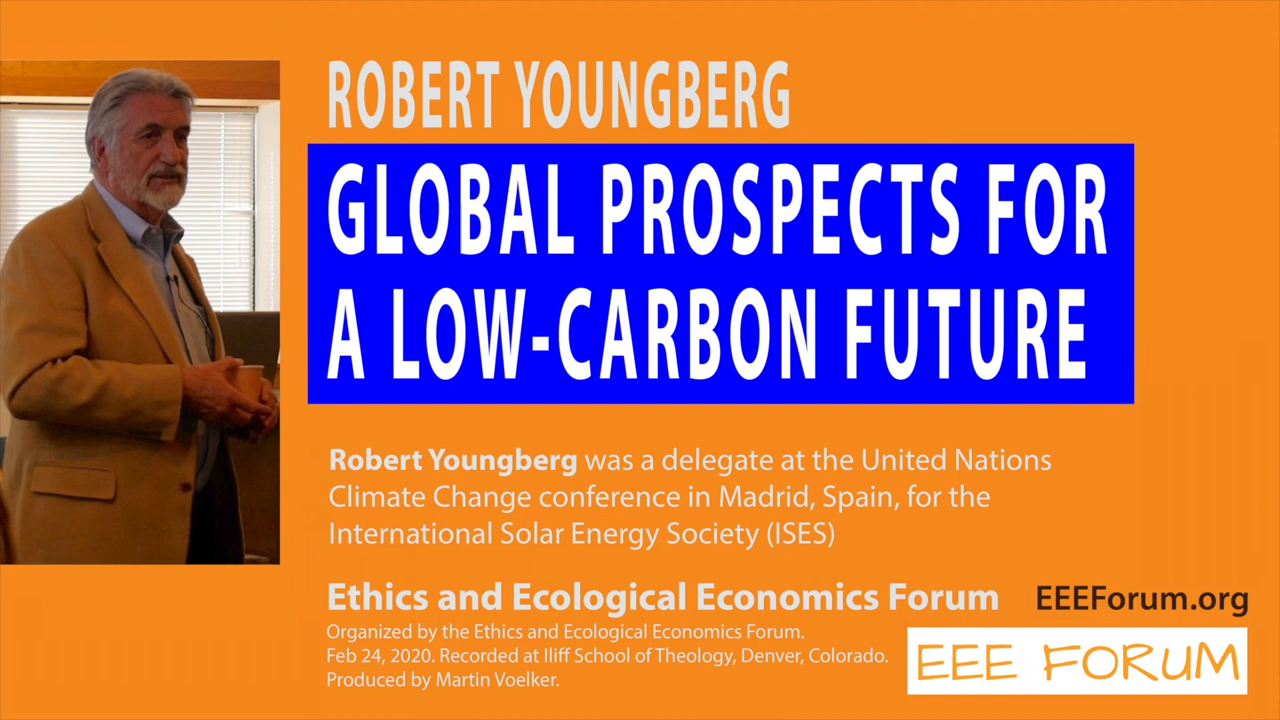 ROBERT YOUNGBERG
GLOBAL PROSPECTS FOR
A LOW-CARBON FUTURE
Robert Youngberg was a delegate at the United Nations
Climate Change conference in Madrid, Spain, for the
International Solar Energy Society (ISES)
Ethics and Ecological Economics Forum EEEForum.org
Organized by the Ethics and Ecological Economics Forum.
Feb 24, 2020. Recorded at Iliff School of Theology, Denver, Colorado.
Produced by Martin Voelker.
EEE FORUM